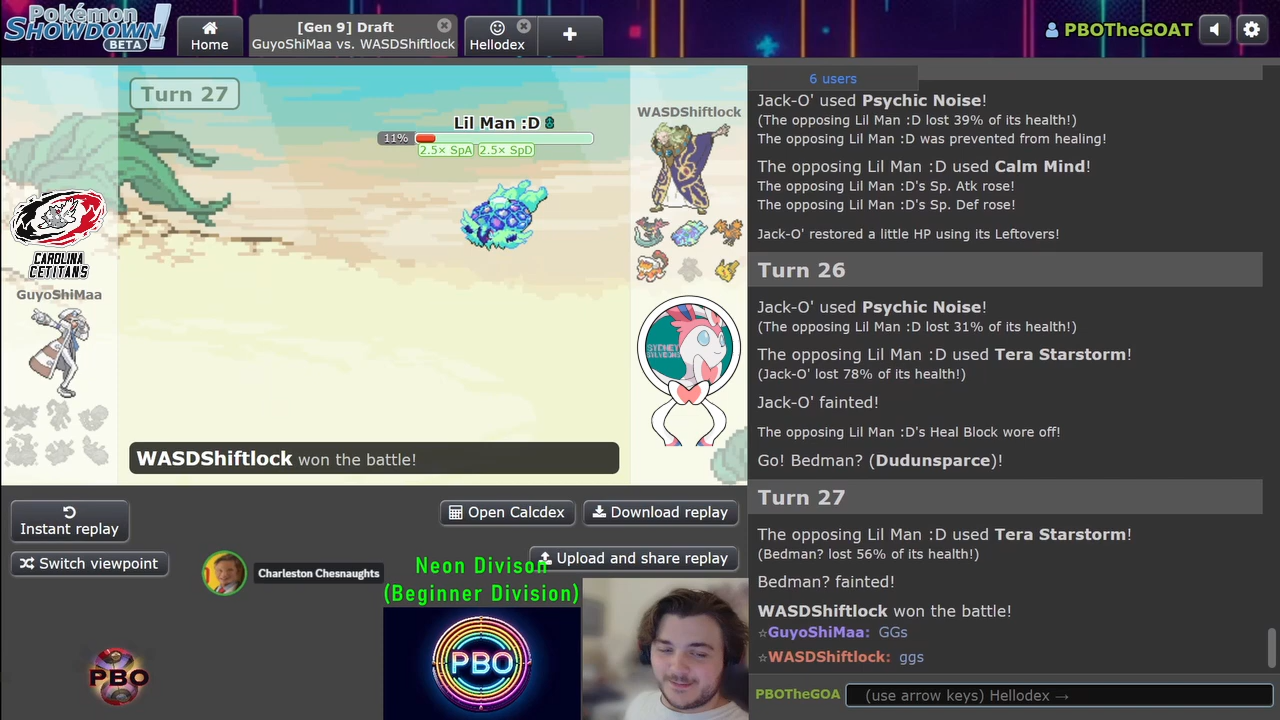 Pokémon
SHOWDOWN!
BETA
Home
[Gen 9] Draft
GuyoShiMaa vs. WASDShiftlock
Hellodex
PBOTheGOAT
Turn 27
Lil Man :D
11%
2.5× SpA 2.5× SpD
CAROLINA
CETITANS
GuyoShiMaa
WASDShiftlock
SYDNEY
SYLVEONS
WASDShiftlock won the battle!
Instant replay
Switch viewpoint
Open Calcdex
Download replay
Upload and share replay
Charleston Chesnaughts
Neon Divison
(Beginner Division)
PBO
PBO
6 users
Jack-O' used Psychic Noise!
(The opposing Lil Man :D lost 39% of its health!)
The opposing Lil Man :D was prevented from healing!
The opposing Lil Man :D used Calm Mind!
The opposing Lil Man :D's Sp. Atk rose!
The opposing Lil Man :D's Sp. Def rose!
Jack-O' restored a little HP using its Leftovers!
Turn 26
Jack-O' used Psychic Noise!
(The opposing Lil Man :D lost 31% of its health!)
The opposing Lil Man :D used Tera Starstorm!
(Jack-O' lost 78% of its health!)
Jack-O' fainted!
The opposing Lil Man :D's Heal Block wore off!
Go! Bedman? (Dudunsparce)!
Turn 27
The opposing Lil Man :D used Tera Starstorm!
(Bedman? lost 56% of its health!)
Bedman? fainted!
WASDShiftlock won the battle!
☆GuyoShiMaa: GGs
☆WASDShiftlock: ggs
PBOTheGOA
(use arrow keys) Hellodex →